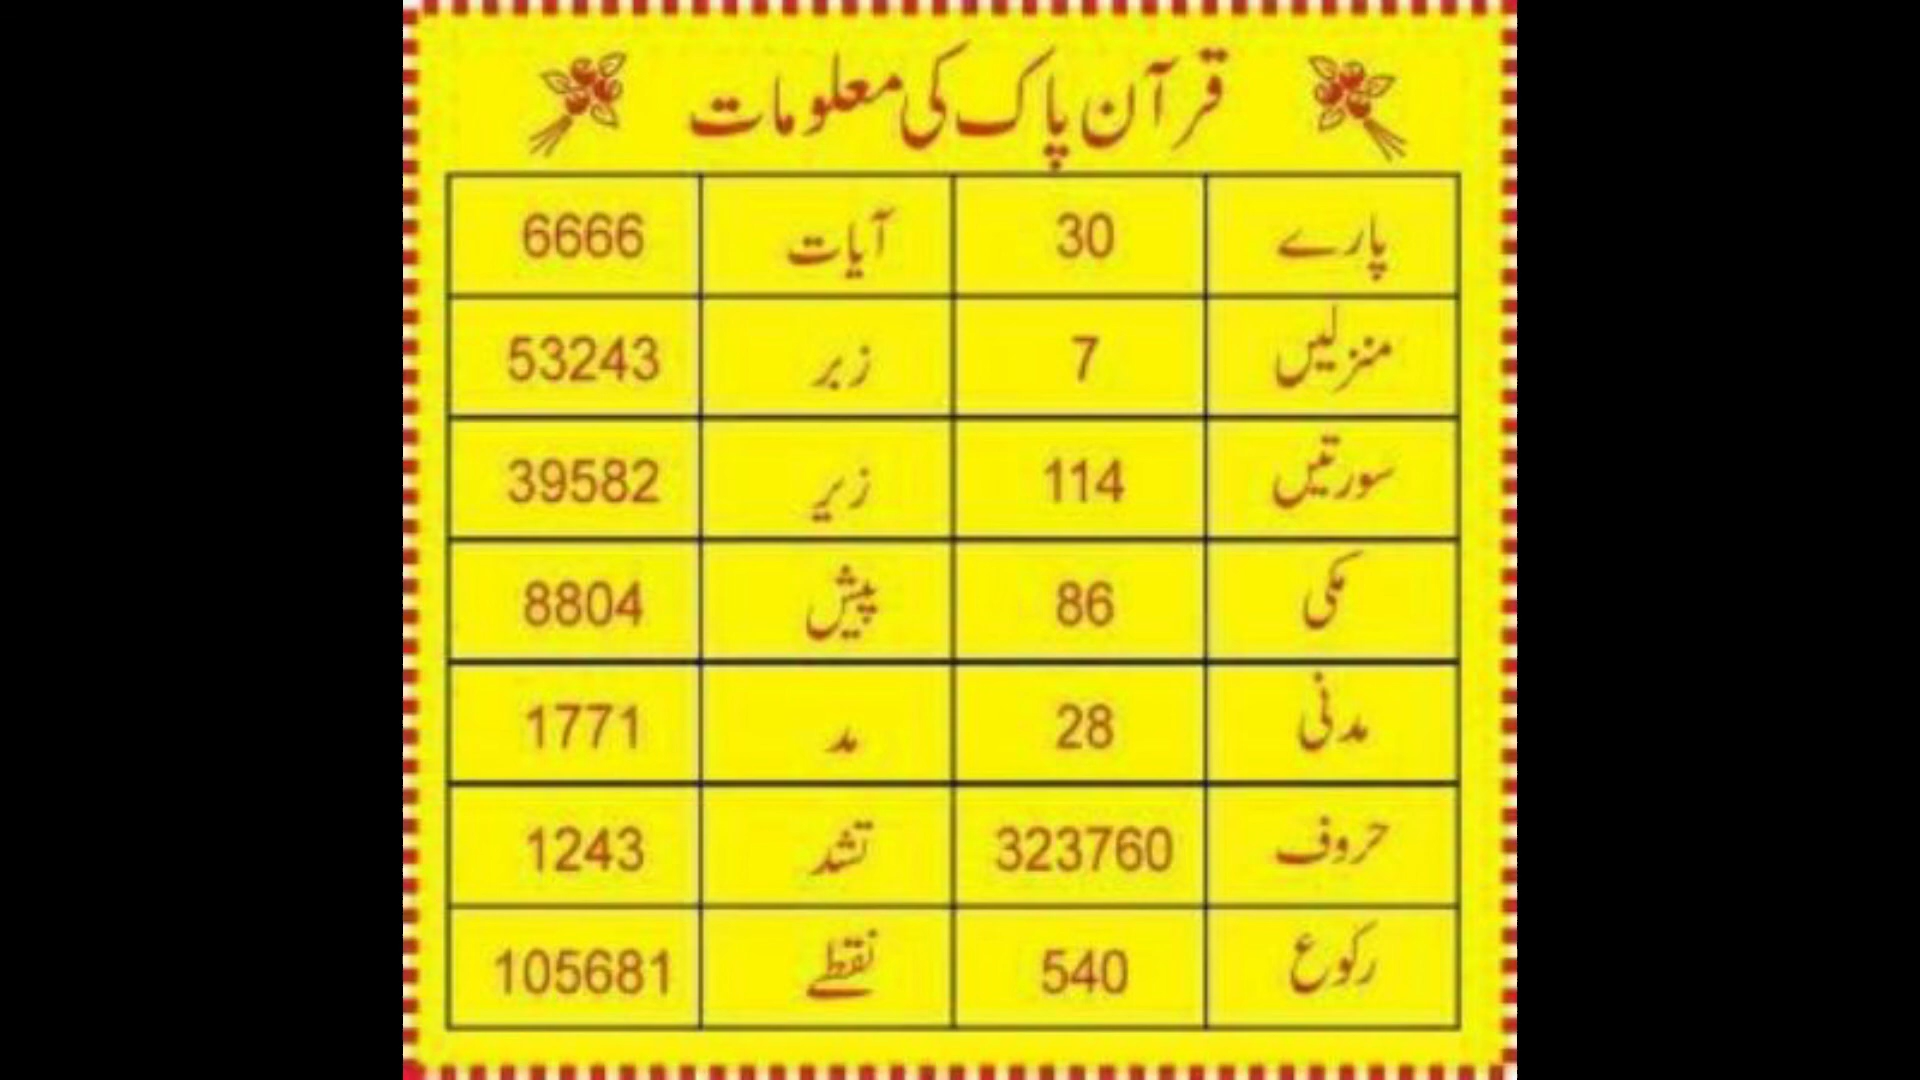 قرآن پاک کی معلومات
پارے 30 آیات 6666
منزلیں 7 زبر 53243
سورتیں 114 زیر 39582
مکی 86 پیش 8804
مدنی 28 مد 1771
حروف 323760 تشد 1243
رکوع 540 نقطے 105681